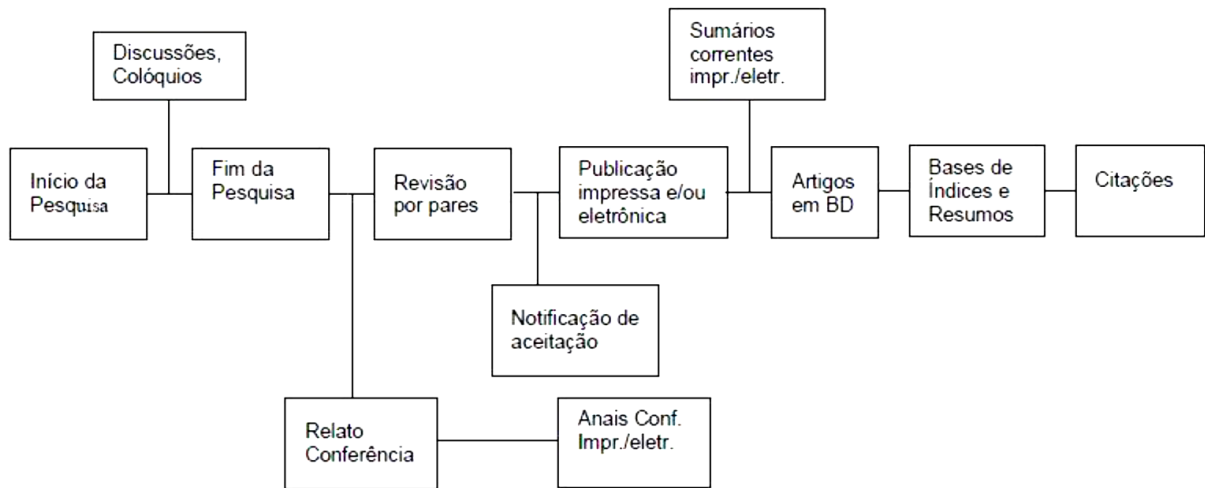 Discussões,
Colóquios
Sumários
correntes
impr./eletr.
Início da
Pesquisa
Fim da
Pesquisa
Revisão
por pares
Publicação
impressa e/ou
eletrônica
Artigos
em BD
Bases de
Índices e
Resumos
Citações
Notificação de
aceitação
Relato
Conferência
Anais Conf.
Impr./eletr.